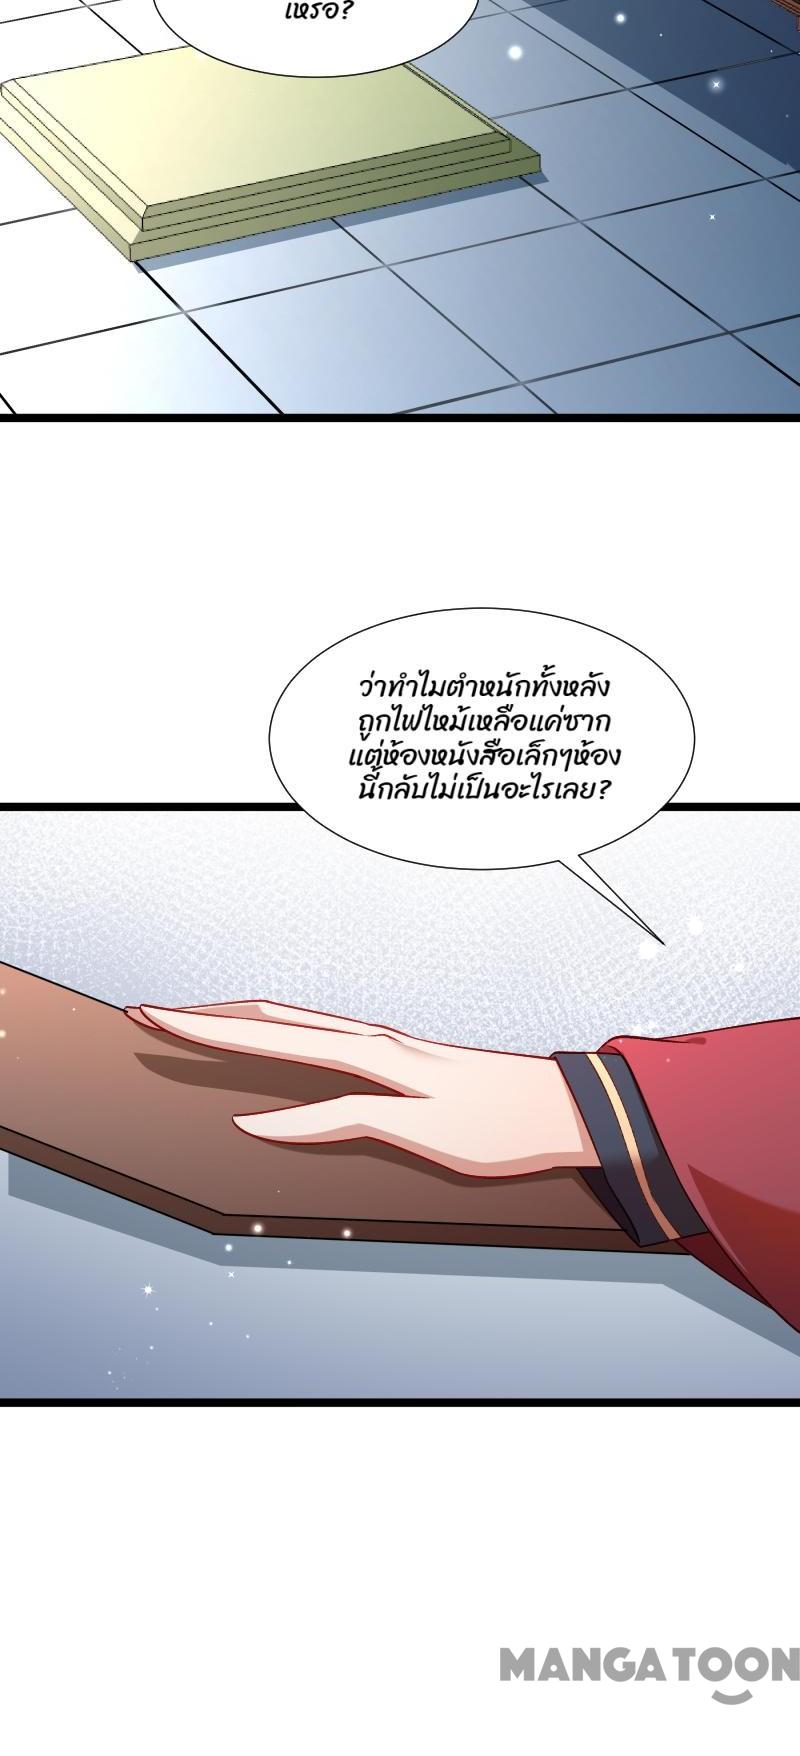 เหรอ?
ว่าทำไมตำหนักทั้งหลัง
ถูกไฟไหม้เหลือแค่ซาก
แต่ห้องหนังสือเล็กๆห้อง
นี้กลับไม่เป็นอะไรเลย?
MANGATOON